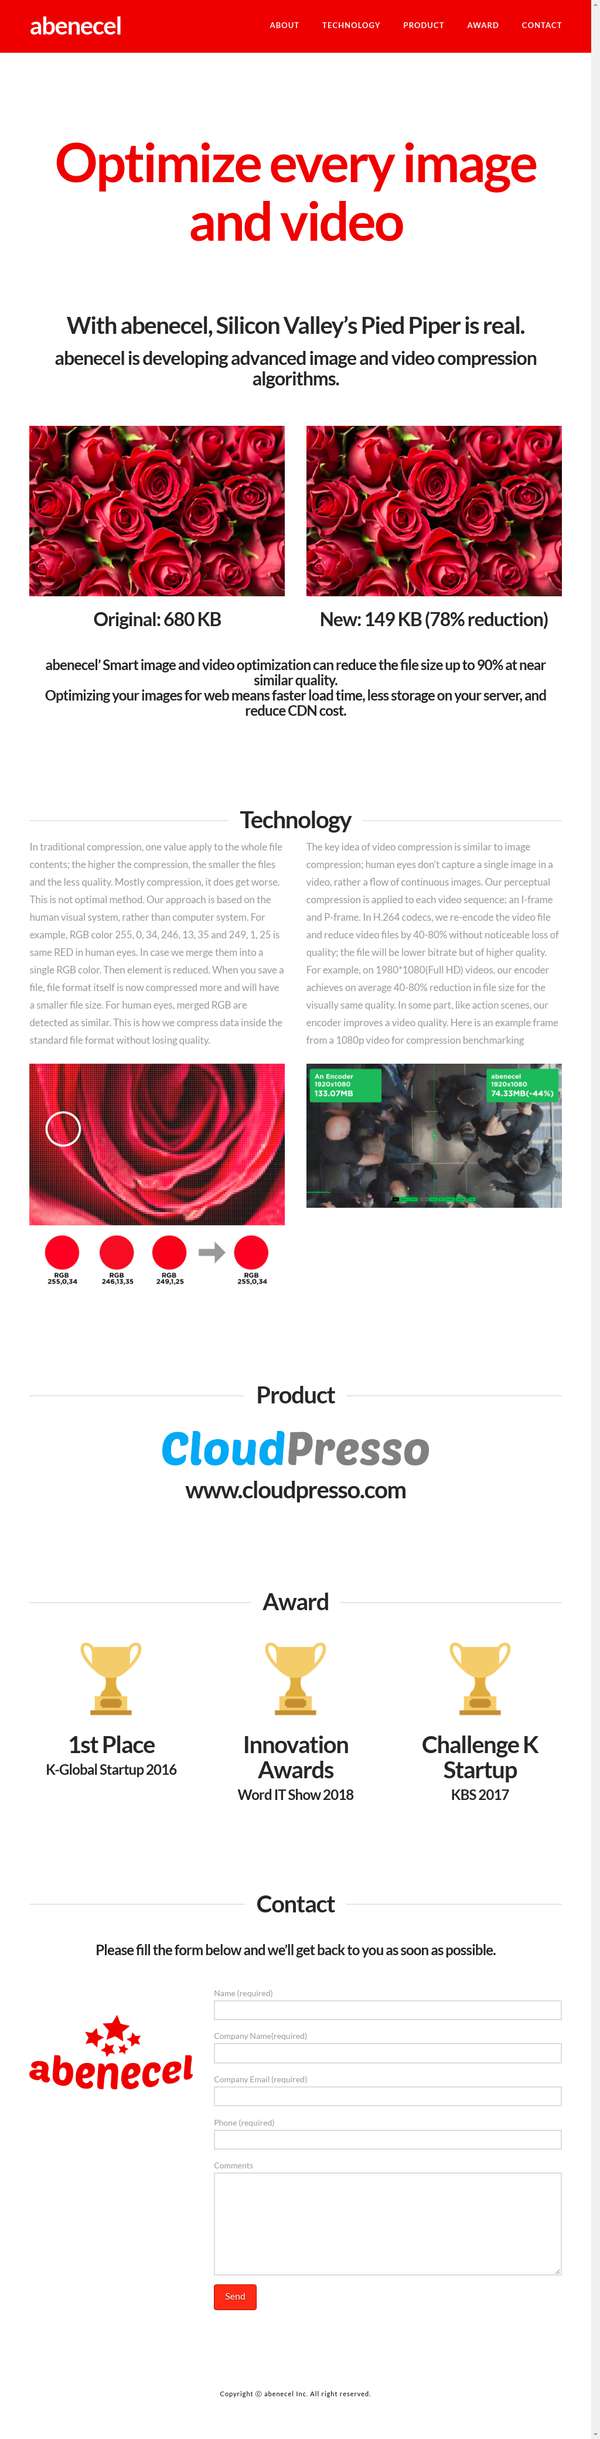 abenecel
ABOUT TECHNOLOGY PRODUCT AWARD CONTACT
Optimize every image
and video
With abenecel, Silicon Valley’s Pied Piper is real.
abenecel is developing advanced image and video compression
algorithms.
Original: 680 KB
New: 149 KB (78% reduction)
abenecel’ Smart image and video optimization can reduce the file size up to 90% at near
similar quality.
Optimizing your images for web means faster load time, less storage on your server, and
reduce CDN cost.
Technology
In traditional compression, one value apply to the whole file
contents; the higher the compression, the smaller the files
and the less quality. Mostly compression, it does get worse.
This is not optimal method. Our approach is based on the
human visual system, rather than computer system. For
example, RGB color 255, 0, 34, 246, 13, 35 and 249, 1, 25 is
same RED in human eyes. In case we merge them into a
single RGB color. Then element is reduced. When you save a
file, file format itself is now compressed more and will have
a smaller file size. For human eyes, merged RGB are
detected as similar. This is how we compress data inside the
standard file format without losing quality.
RGB
255,0,34
RGB
246,13,35
RGB
249,1,25
RGB
255,0,34
The key idea of video compression is similar to image
compression; human eyes don’t capture a single image in a
video, rather a flow of continuous images. Our perceptual
compression is applied to each video sequence: an I-frame
and P-frame. In H.264 codecs, we re-encode the video file
and reduce video files by 40-80% without noticeable loss of
quality; the file will be lower bitrate but of higher quality.
For example, on 1980*1080(Full HD) videos, our encoder
achieves on average 40-80% reduction in file size for the
visually same quality. In some part, like action scenes, our
encoder improves a video quality. Here is an example frame
from a 1080p video for compression benchmarking
An Encoder
1920x1080
133.07MB
abenecel
1920x1080
74.33MB(-44%)
Product
CloudPresso
www.cloudpresso.com
Award
1st Place
K-Global Startup 2016
Innovation
Awards
Word IT Show 2018
Challenge K
Startup
KBS 2017
Contact
Please fill the form below and we’ll get back to you as soon as possible.
abenecel
Name (required)
Company Name(required)
Company Email (required)
Phone (required)
Comments
Send
Copyright ⓒ abenecel Inc. All right reserved.